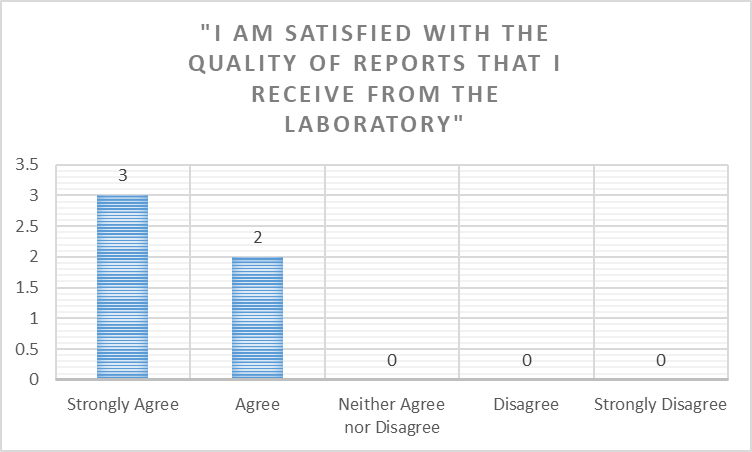 "I AM SATISFIED WITH THE
QUALITY OF REPORTS THAT I
RECEIVE FROM THE
LABORATORY"
3.5
3
2.5
2
1.5
1
0.5
0
3
2
0
0
0
Strongly Agree
Agree
Neither Agree
nor Disagree
Disagree
Strongly Disagree